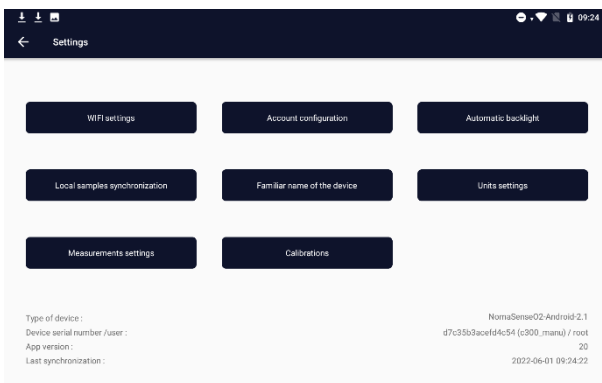 09:24
Settings
WIFI settings
Account configuration
Automatic backlight
Local samples synchronization
Familiar name of the device
Units settings
Measurements settings
Calibrations
Type of device : NomaSenseO2-Android-2.1
Device serial number /user : d7c35b3acefd4c54 (c300_manu) / root
App version : 20
Last synchronization : 2022-06-01 09:24:22